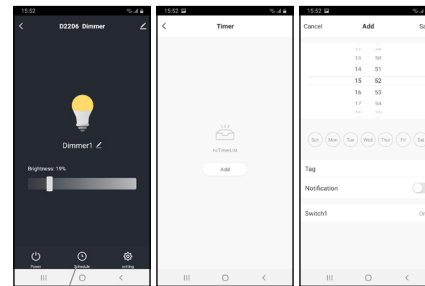 15:52
D2206 Dimmer
Dimmer1
Brightness: 19%
Power
Schedule
setting
15:52
Timer
noTimerList
Add
15:52
Cancel
Add
13 50
14 51
15 52
16 53
17 54
Sun Mon Tue Wed Thu Fri Sat
Tag
Notification
Switch1